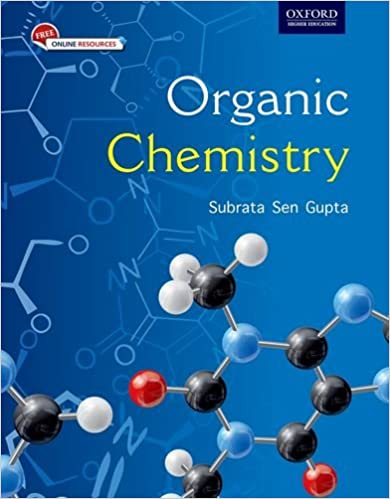 FREE
ONLINE RESOURCES
OXFORD
HIGHER EDUCATION
Organic
Chemistry
Subrata Sen Gupta